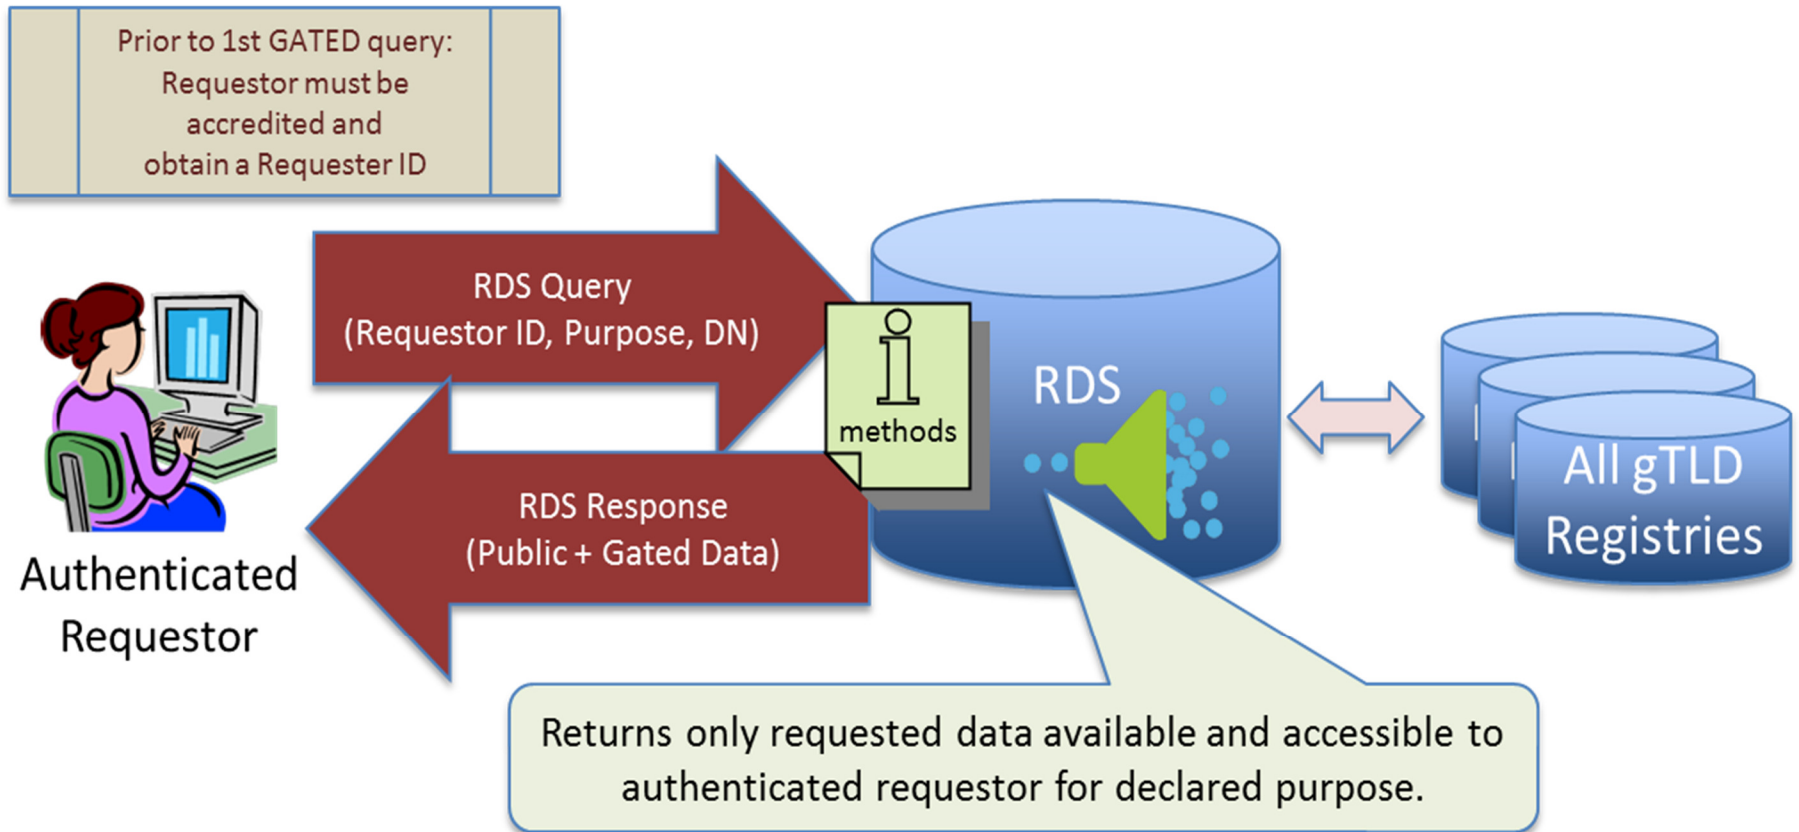 Prior to 1st GATED query:
Requestor must be
accredited and
obtain a Requester ID
RDS Query
(Requestor ID, Purpose, DN)
RDS Response
(Public + Gated Data)
Authenticated
Requestor
methods
RDS
All gTLD
Registries
Returns only requested data available and accessible to
authenticated requestor for declared purpose.